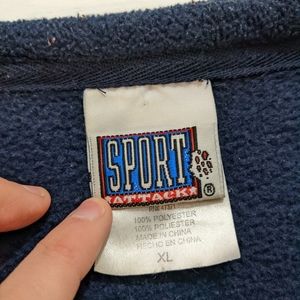 SPORT
ATTACK
®
100% POLYESTER
100% POLIESTER
MADE IN CHINA
HECHO EN CHINA
XL